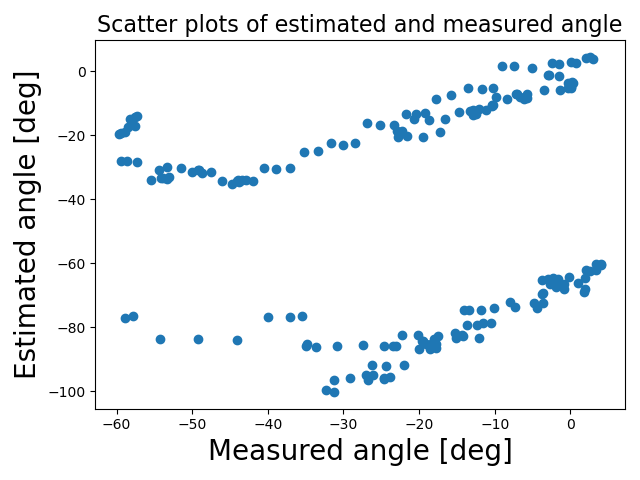 Scatter plots of estimated and measured angle
Estimated angle [deg]
0
−20
−40
−60
−80
−100
−60 −50 −40 −30 −20 −10 0
Measured angle [deg]